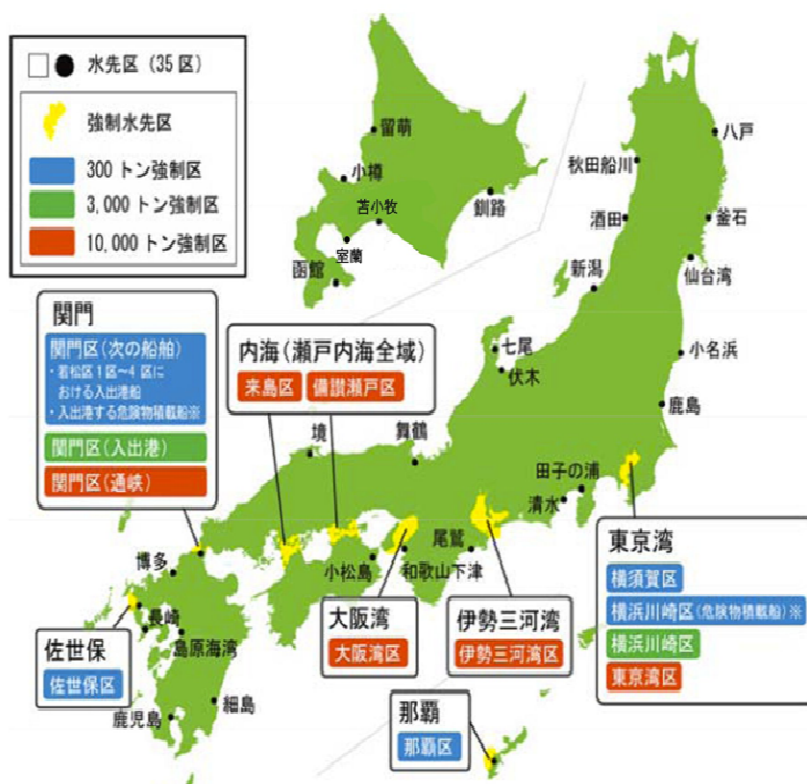 水先区(35区)
強制水先区
300 トン強制区
3,000 トン強制区
10,000 トン強制区
留萌
小樽
苫小牧
釧路
室蘭
函館
八戸
秋田船川
酒田
釜石
新潟
仙台湾
七尾
伏木
小名浜
鹿島
関門
関門区(次の船舶)
・若松区1区~4区に
おける入出港船
・入出港する危険物積載船※
関門区(入出港)
関門区(通峡)
内海(瀬戸内海全域)
来島区
備讃瀬戸区
境
舞鶴
田子の浦
清水
尾鷲
博多
小松島
和歌山下津
長崎
島原海湾
細島
鹿児島
佐世保
佐世保区
大阪湾
大阪湾区
伊勢三河湾
伊勢三河湾区
東京湾
横須賀区
横浜川崎区(危険物積載船)※
横浜川崎区
東京湾区
那覇
那覇区